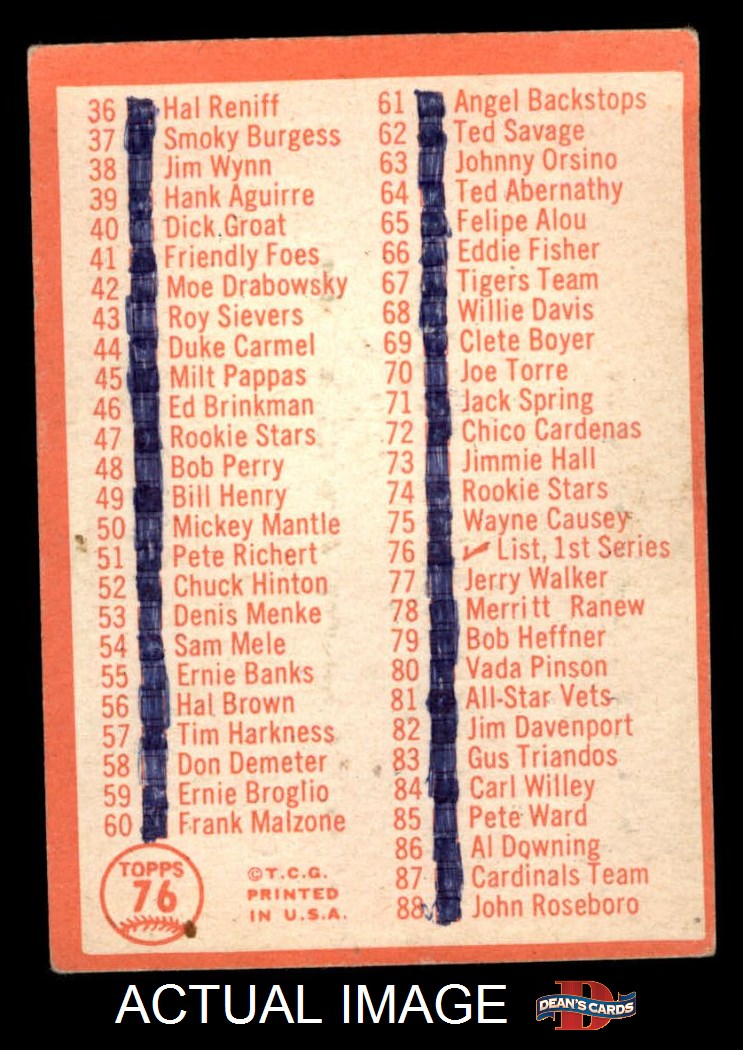 36 Hal Reniff
37 Smoky Burgess
38 Jim Wynn
39 Hank Aguirre
40 Dick Groat
41 Friendly Foes
42 Moe Drabowsky
43 Roy Sievers
44 Duke Carmel
45 Milt Pappas
46 Ed Brinkman
47 Rookie Stars
48 Bob Perry
49 Bill Henry
50 Mickey Mantle
51 Pete Richert
52 Chuck Hinton
53 Denis Menke
54 Sam Mele
55 Ernie Banks
56 Hal Brown
57 Tim Harkness
58 Don Demeter
59 Ernie Broglio
60 Frank Malzone
TOPPS
76
©T.C.G.
PRINTED
IN U.S.A.
61 Angel Backstops
62 Ted Savage
63 Johnny Orsino
64 Ted Abernathy
65 Felipe Alou
66 Eddie Fisher
67 Tigers Team
68 Willie Davis
69 Clete Boyer
70 Joe Torre
71 Jack Spring
72 Chico Cardenas
73 Jimmie Hall
74 Rookie Stars
75 Wayne Causey
76 ✓ List, 1st Series
77 Jerry Walker
78 Merritt Ranew
79 Bob Heffner
80 Vada Pinson
81 All-Star Vets
82 Jim Davenport
83 Gus Triandos
84 Carl Willey
85 Pete Ward
86 Al Downing
87 Cardinals Team
88 John Roseboro
ACTUAL IMAGE
D
DEAN'S CARDS